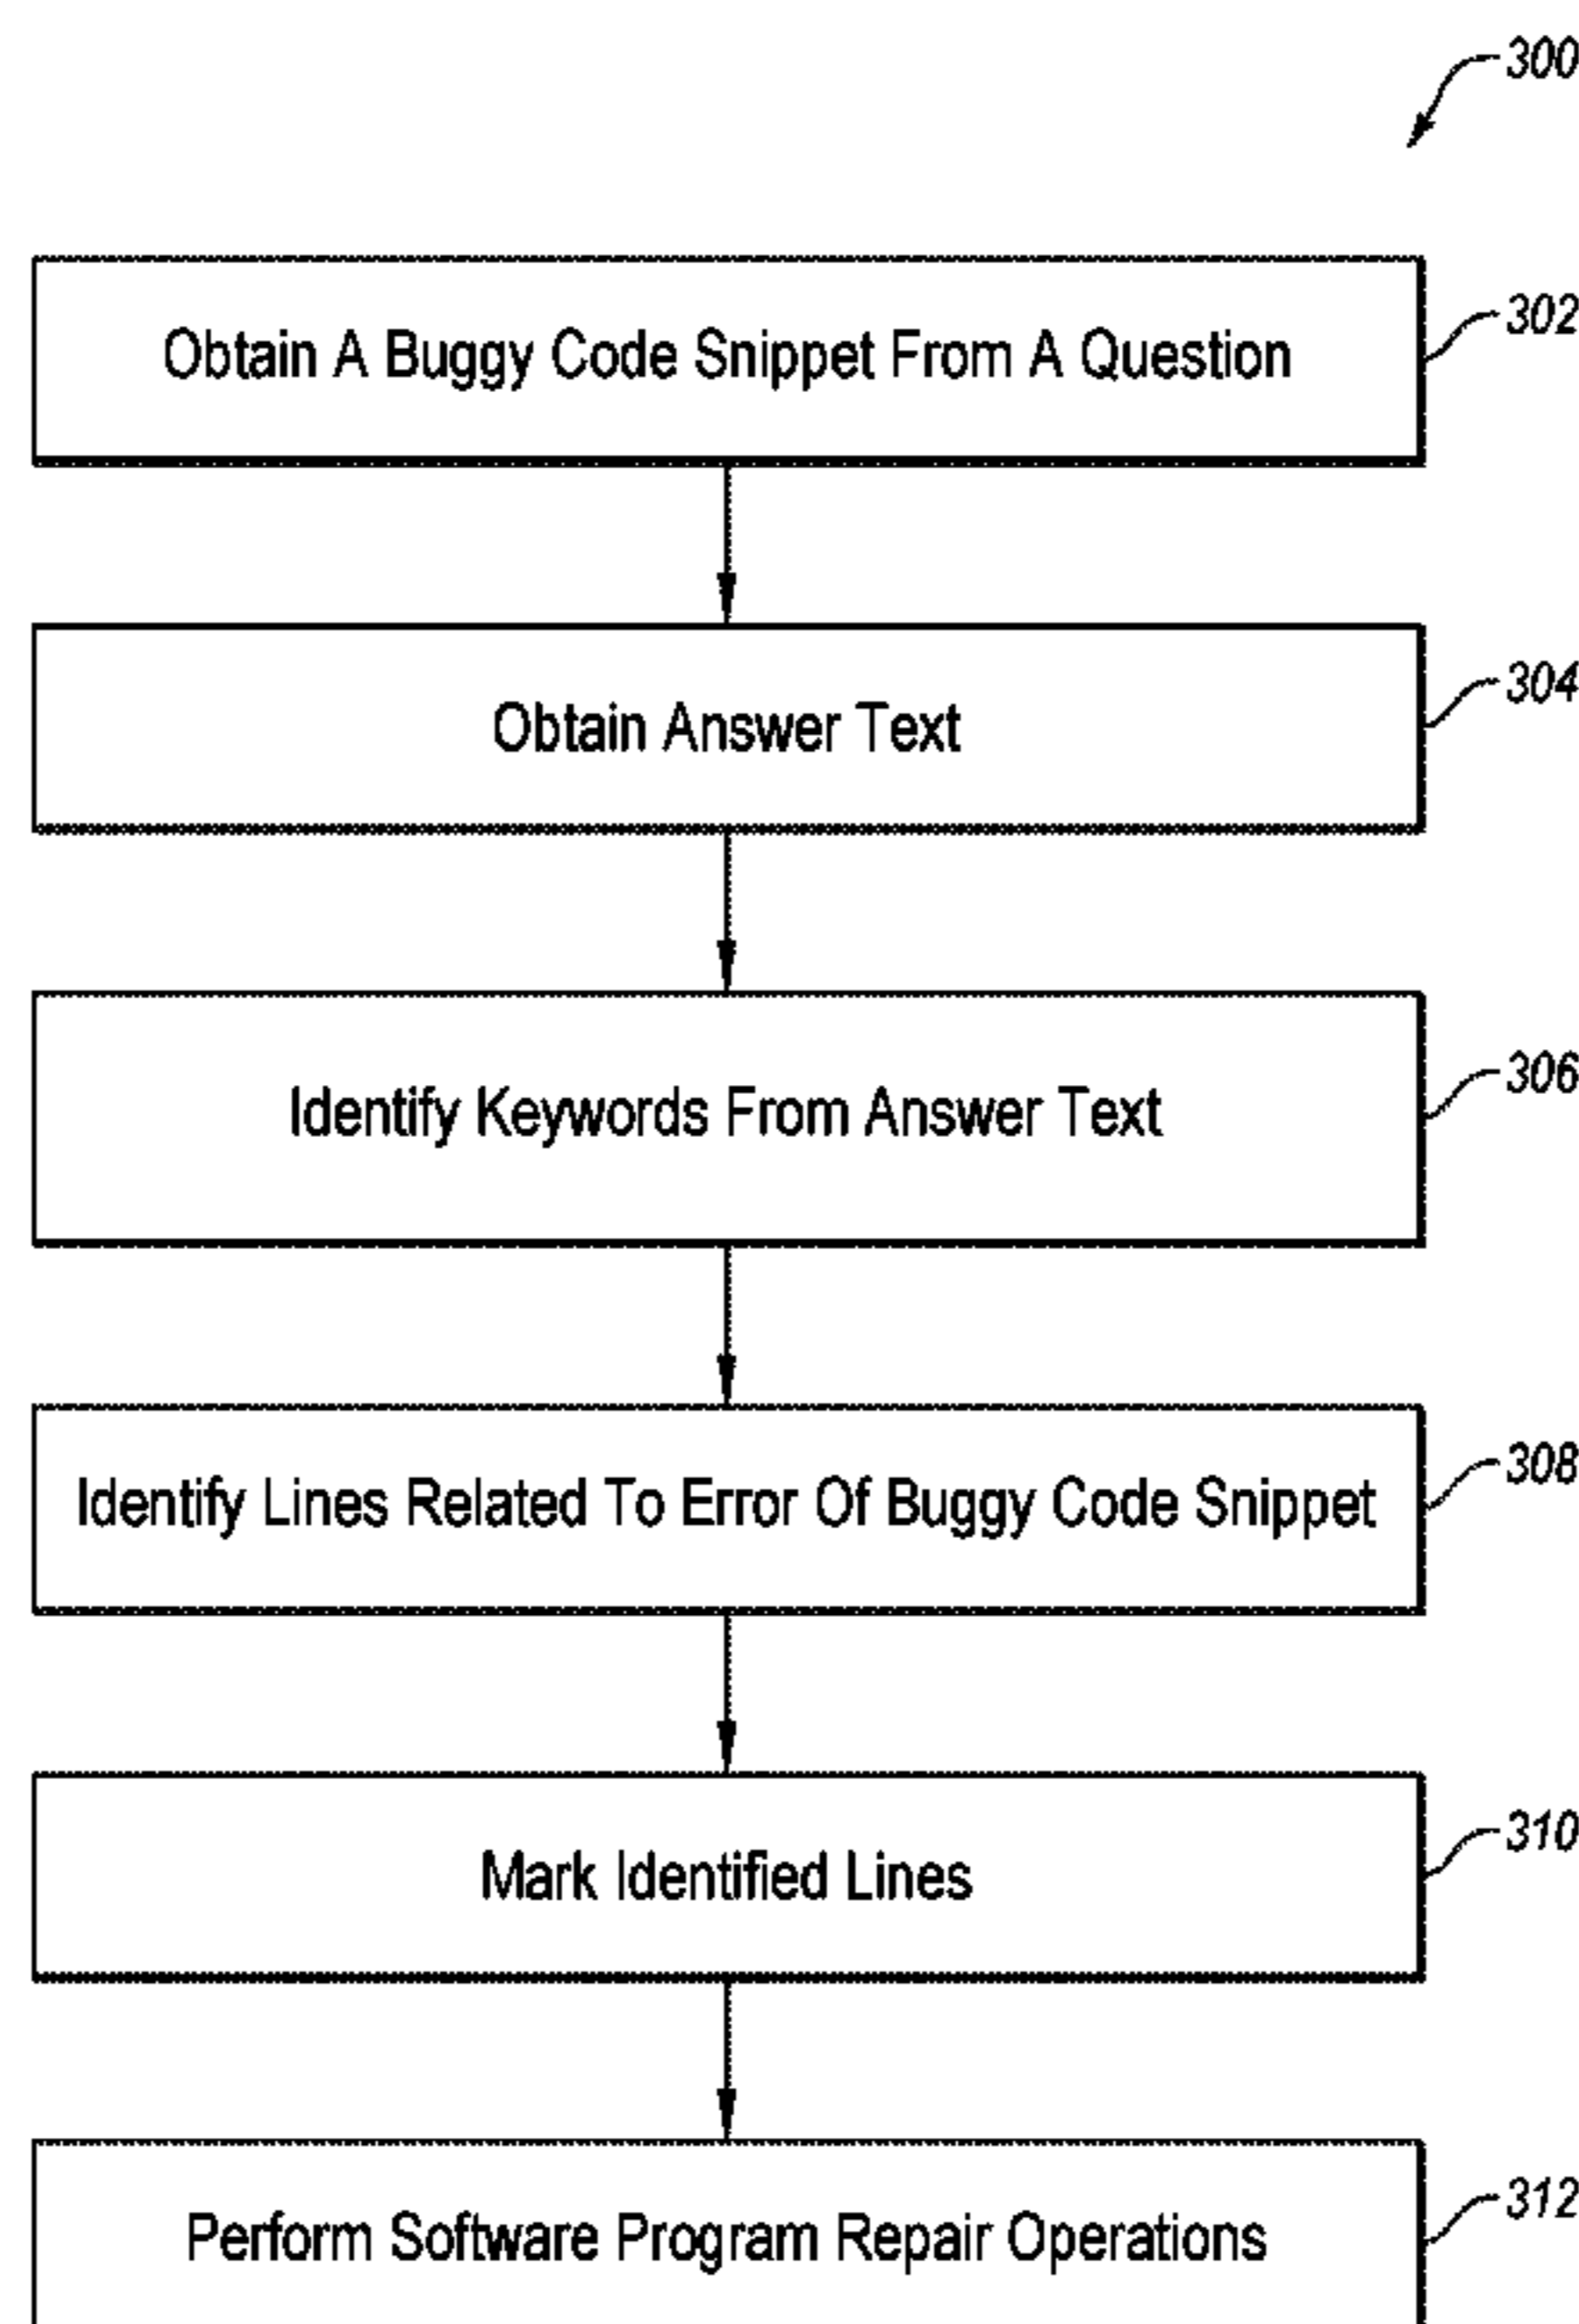 300
Obtain A Buggy Code Snippet From A Question
302
Obtain Answer Text
304
Identify Keywords From Answer Text
306
Identify Lines Related To Error Of Buggy Code Snippet
308
Mark Identified Lines
310
Perform Software Program Repair Operations
312